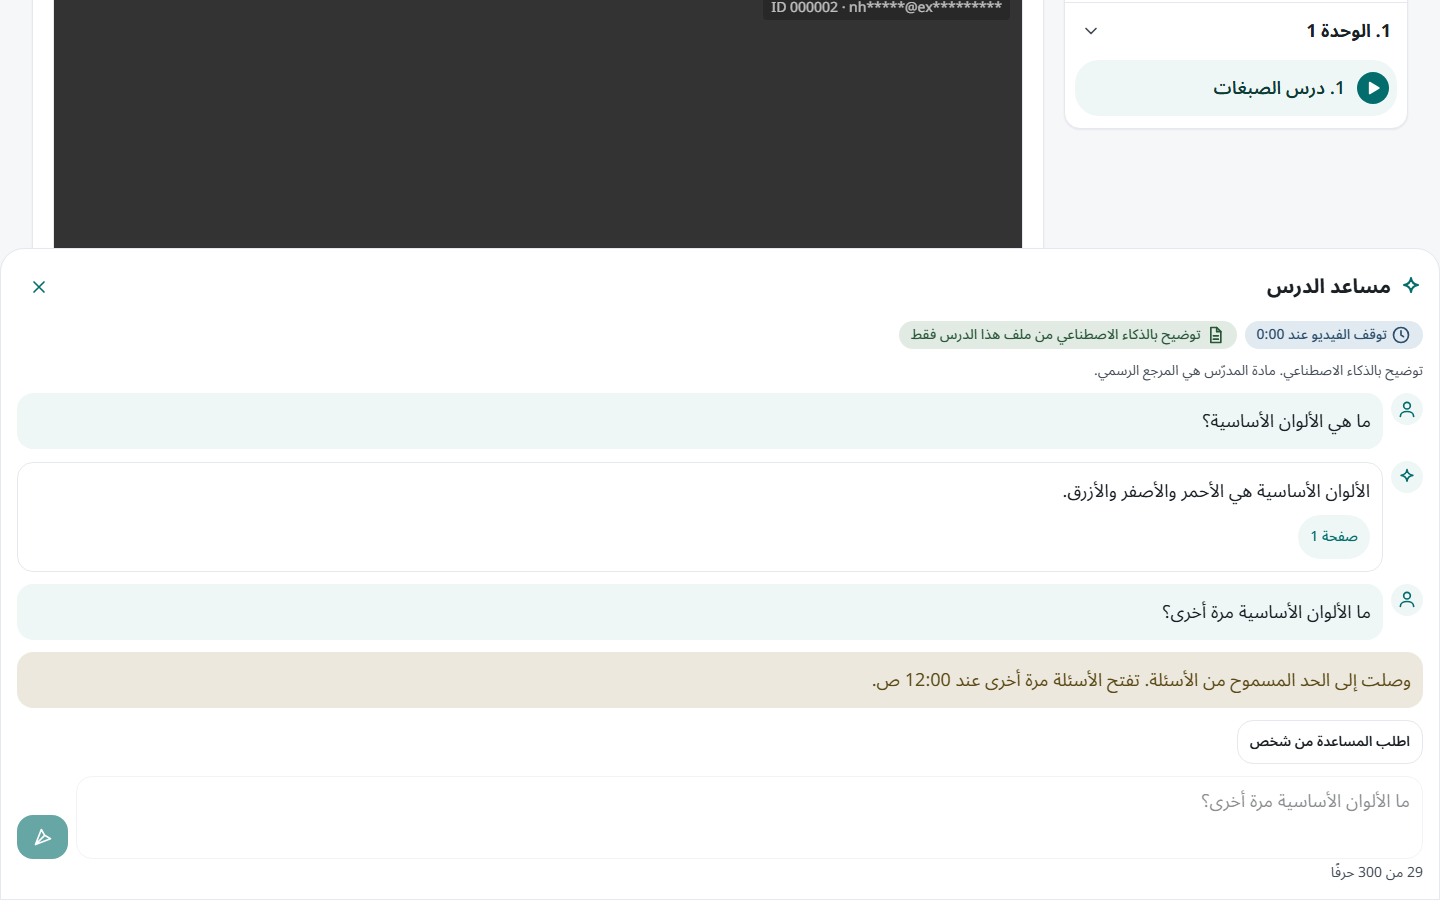 ID 000002 · nh*****@ex*********
1. الوحدة 1
1. درس الصبغات
مساعد الدرس
توقف الفيديو عند 0:00
توضيح بالذكاء الاصطناعي من ملف هذا الدرس فقط
توضيح بالذكاء الاصطناعي. مادة المدرّس هي المرجع الرسمي.
ما هي الألوان الأساسية؟
الألوان الأساسية هي الأحمر والأصفر والأزرق.
صفحة 1
ما الألوان الأساسية مرة أخرى؟
وصلت إلى الحد المسموح من الأسئلة. تفتح الأسئلة مرة أخرى عند 12:00 ص.
اطلب المساعدة من شخص
ما الألوان الأساسية مرة أخرى؟
29 من 300 حرفًا